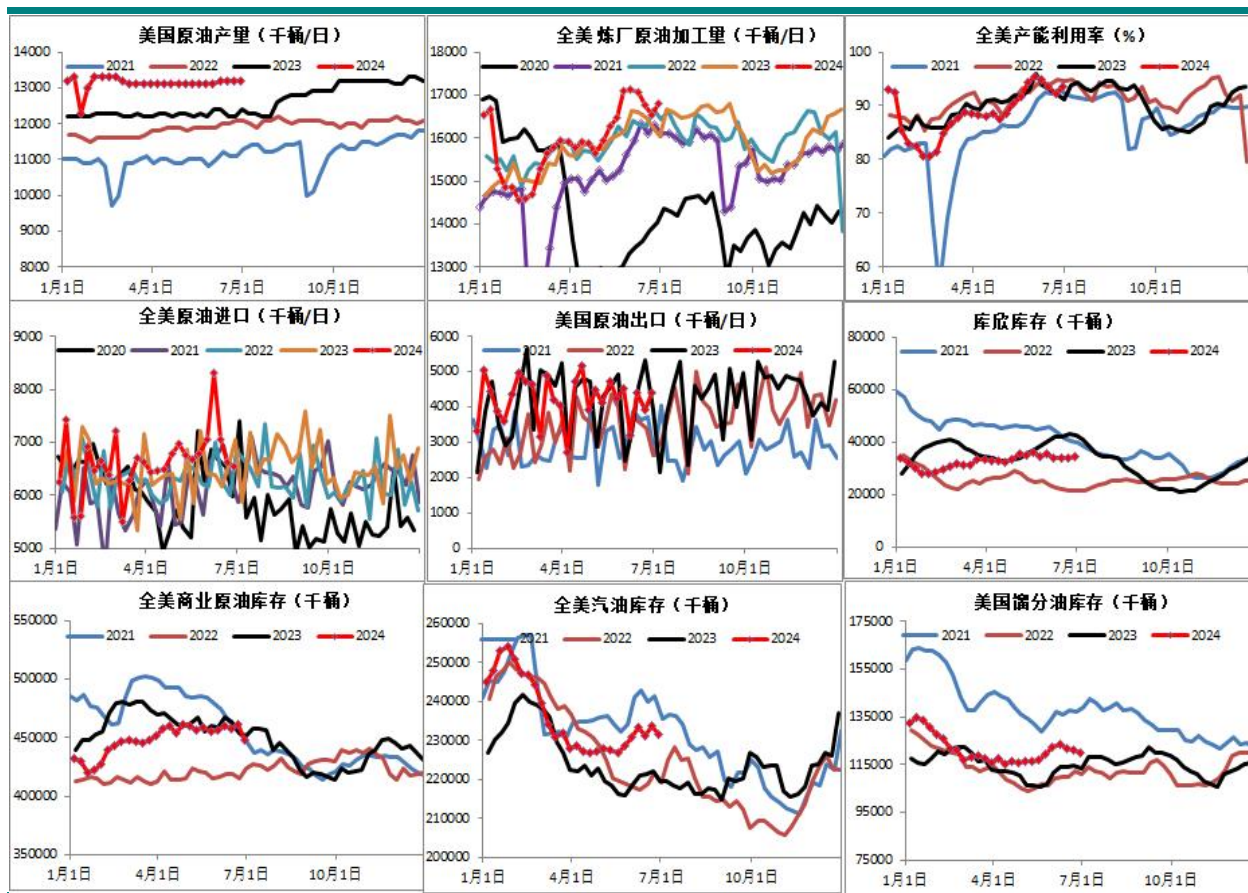 美国原油产量（千桶/日）
14000
2021 2022 2023 2024
13000
12000
11000
10000
9000
8000
1月1日 4月1日 7月1日 10月1日
全美炼厂原油加工量（千桶/日）
18000
2020 2021 2022 2023 2024
17000
16000
15000
14000
13000
1月1日 4月1日 7月1日 10月1日
全美产能利用率（%）
100
2021 2022 2023 2024
90
80
70
60
1月1日 4月1日 7月1日 10月1日
全美原油进口（千桶/日）
9000
2020 2021 2022 2023 2024
8000
7000
6000
5000
1月1日 4月1日 7月1日 10月1日
美国原油出口（千桶/日）
6000
2021 2022 2023 2024
5000
4000
3000
2000
1000
0
1月1日 4月1日 7月1日 10月1日
库欣库存（千桶）
80000
2021 2022 2023 2024
60000
40000
20000
0
1月1日 4月1日 7月1日 10月1日
全美商业原油库存（千桶）
550000
2021 2022 2023 2024
500000
450000
400000
350000
1月1日 4月1日 7月1日 10月1日
全美汽油库存（千桶）
260000
2021 2022 2023 2024
250000
240000
230000
220000
210000
200000
1月1日 4月1日 7月1日 10月1日
美国馏分油库存（千桶）
175000
2021 2022 2023 2024
155000
135000
115000
95000
75000
1月1日 4月1日 7月1日 10月1日